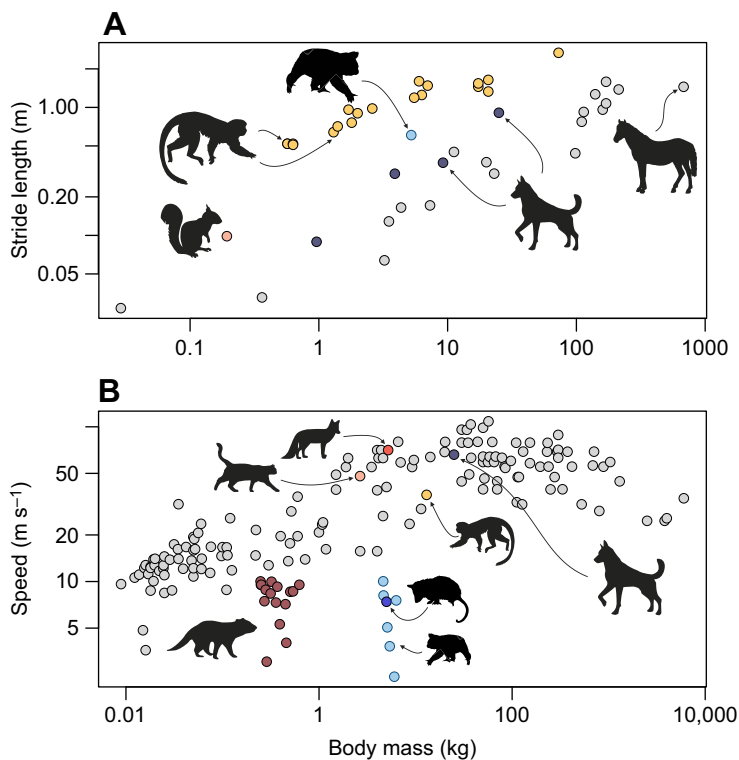 A
Stride length (m)
1.00
0.20
0.05
0.1 1 10 100 1000
B
Speed (m s–1)
50
20
10
5
0.01 1 100 10,000
Body mass (kg)